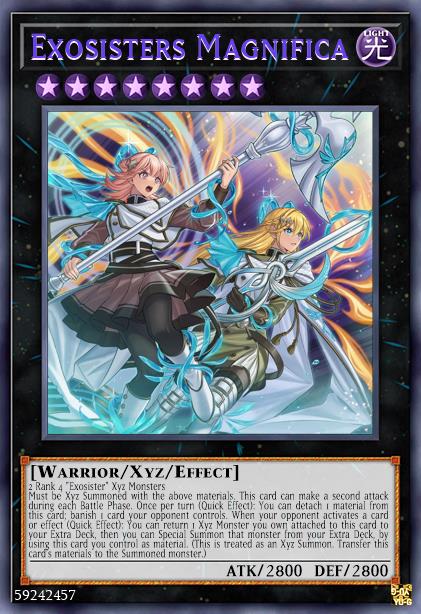 EXOSISTERS MAGNIFICA
LIGHT
光
[WARRIOR/XYZ/EFFECT]
2 Rank 4 "Exosister" Xyz Monsters
Must be Xyz Summoned with the above materials. This card can make a second attack
during each Battle Phase. Once per turn (Quick Effect): You can detach 1 material from
this card; banish 1 card your opponent controls. When your opponent activates a card
or effect (Quick Effect): You can return 1 Xyz Monster you own attached to this card to
your Extra Deck, then you can Special Summon that monster from your Extra Deck, by
using this card you control as material. (This is treated as an Xyz Summon. Transfer this
card's materials to the Summoned monster.)
ATK/2800 DEF/2800
59242457